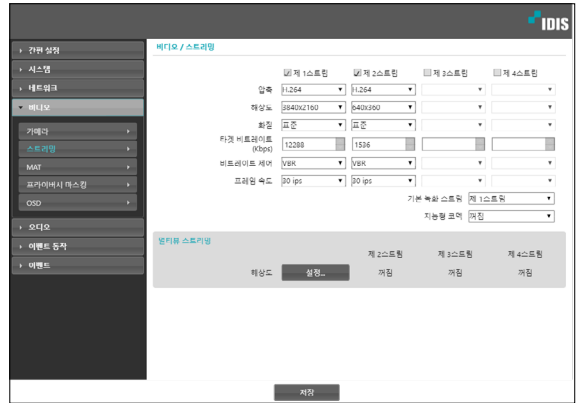 IDIS
간편 설정
시스템
네트워크
비디오
카메라
스트리밍
MAT
프라이버시 마스킹
OSD
오디오
이벤트 동작
이벤트
비디오 / 스트리밍
제 1스트림 제 2스트림 제 3스트림 제 4스트림
압축 H.264 H.264
해상도 3840x2160 640x360
화질 표준 표준
타겟 비트레이트
(Kbps) 12288 1536
비트레이트 제어 VBR VBR
프레임 속도 30 ips 30 ips
기본 녹화 스트림 제 1스트림
지능형 코덱 꺼짐
멀티뷰 스트리밍
제 2스트림 제 3스트림 제 4스트림
해상도 설정... 꺼짐 꺼짐 꺼짐
저장